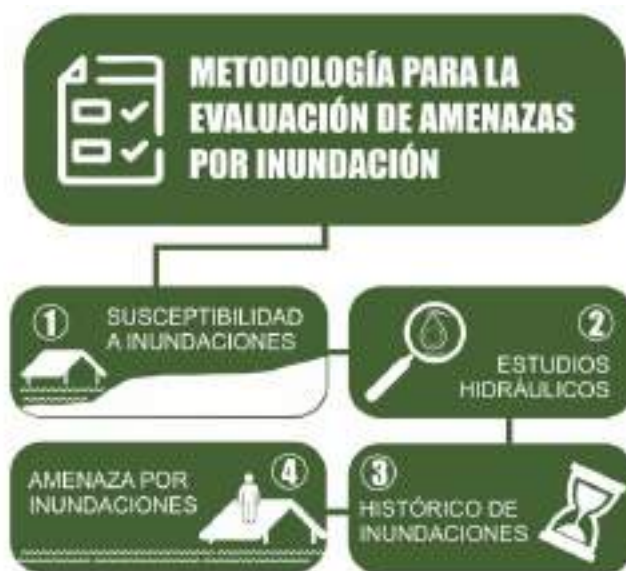 METODOLOGÍA PARA LA
EVALUACIÓN DE AMENAZAS
POR INUNDACIÓN
1
SUSCEPTIBILIDAD
A INUNDACIONES
2
ESTUDIOS
HIDRÁULICOS
3
HISTÓRICO DE
INUNDACIONES
4
AMENAZA POR
INUNDACIONES